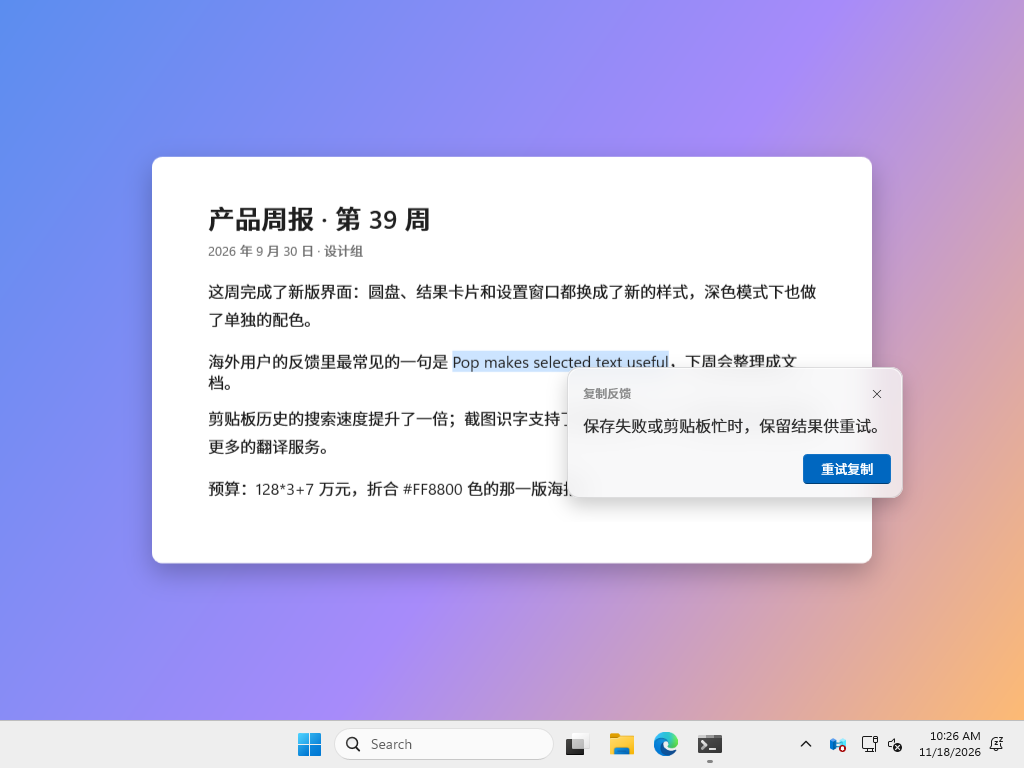 产品周报 · 第 39 周
2026 年 9 月 30 日 · 设计组
这周完成了新版界面：圆盘、结果卡片和设置窗口都换成了新的样式，深色模式下也做
了单独的配色。
海外用户的反馈里最常见的一句是 Pop makes selected text useful，下周会整理成文
档。
剪贴板历史的搜索速度提升了一倍；截图识字支持了
更多的翻译服务。
预算：128*3+7 万元，折合 #FF8800 色的那一版海报
复制反馈
保存失败或剪贴板忙时，保留结果供重试。
重试复制
Search
10:26 AM
11/18/2026